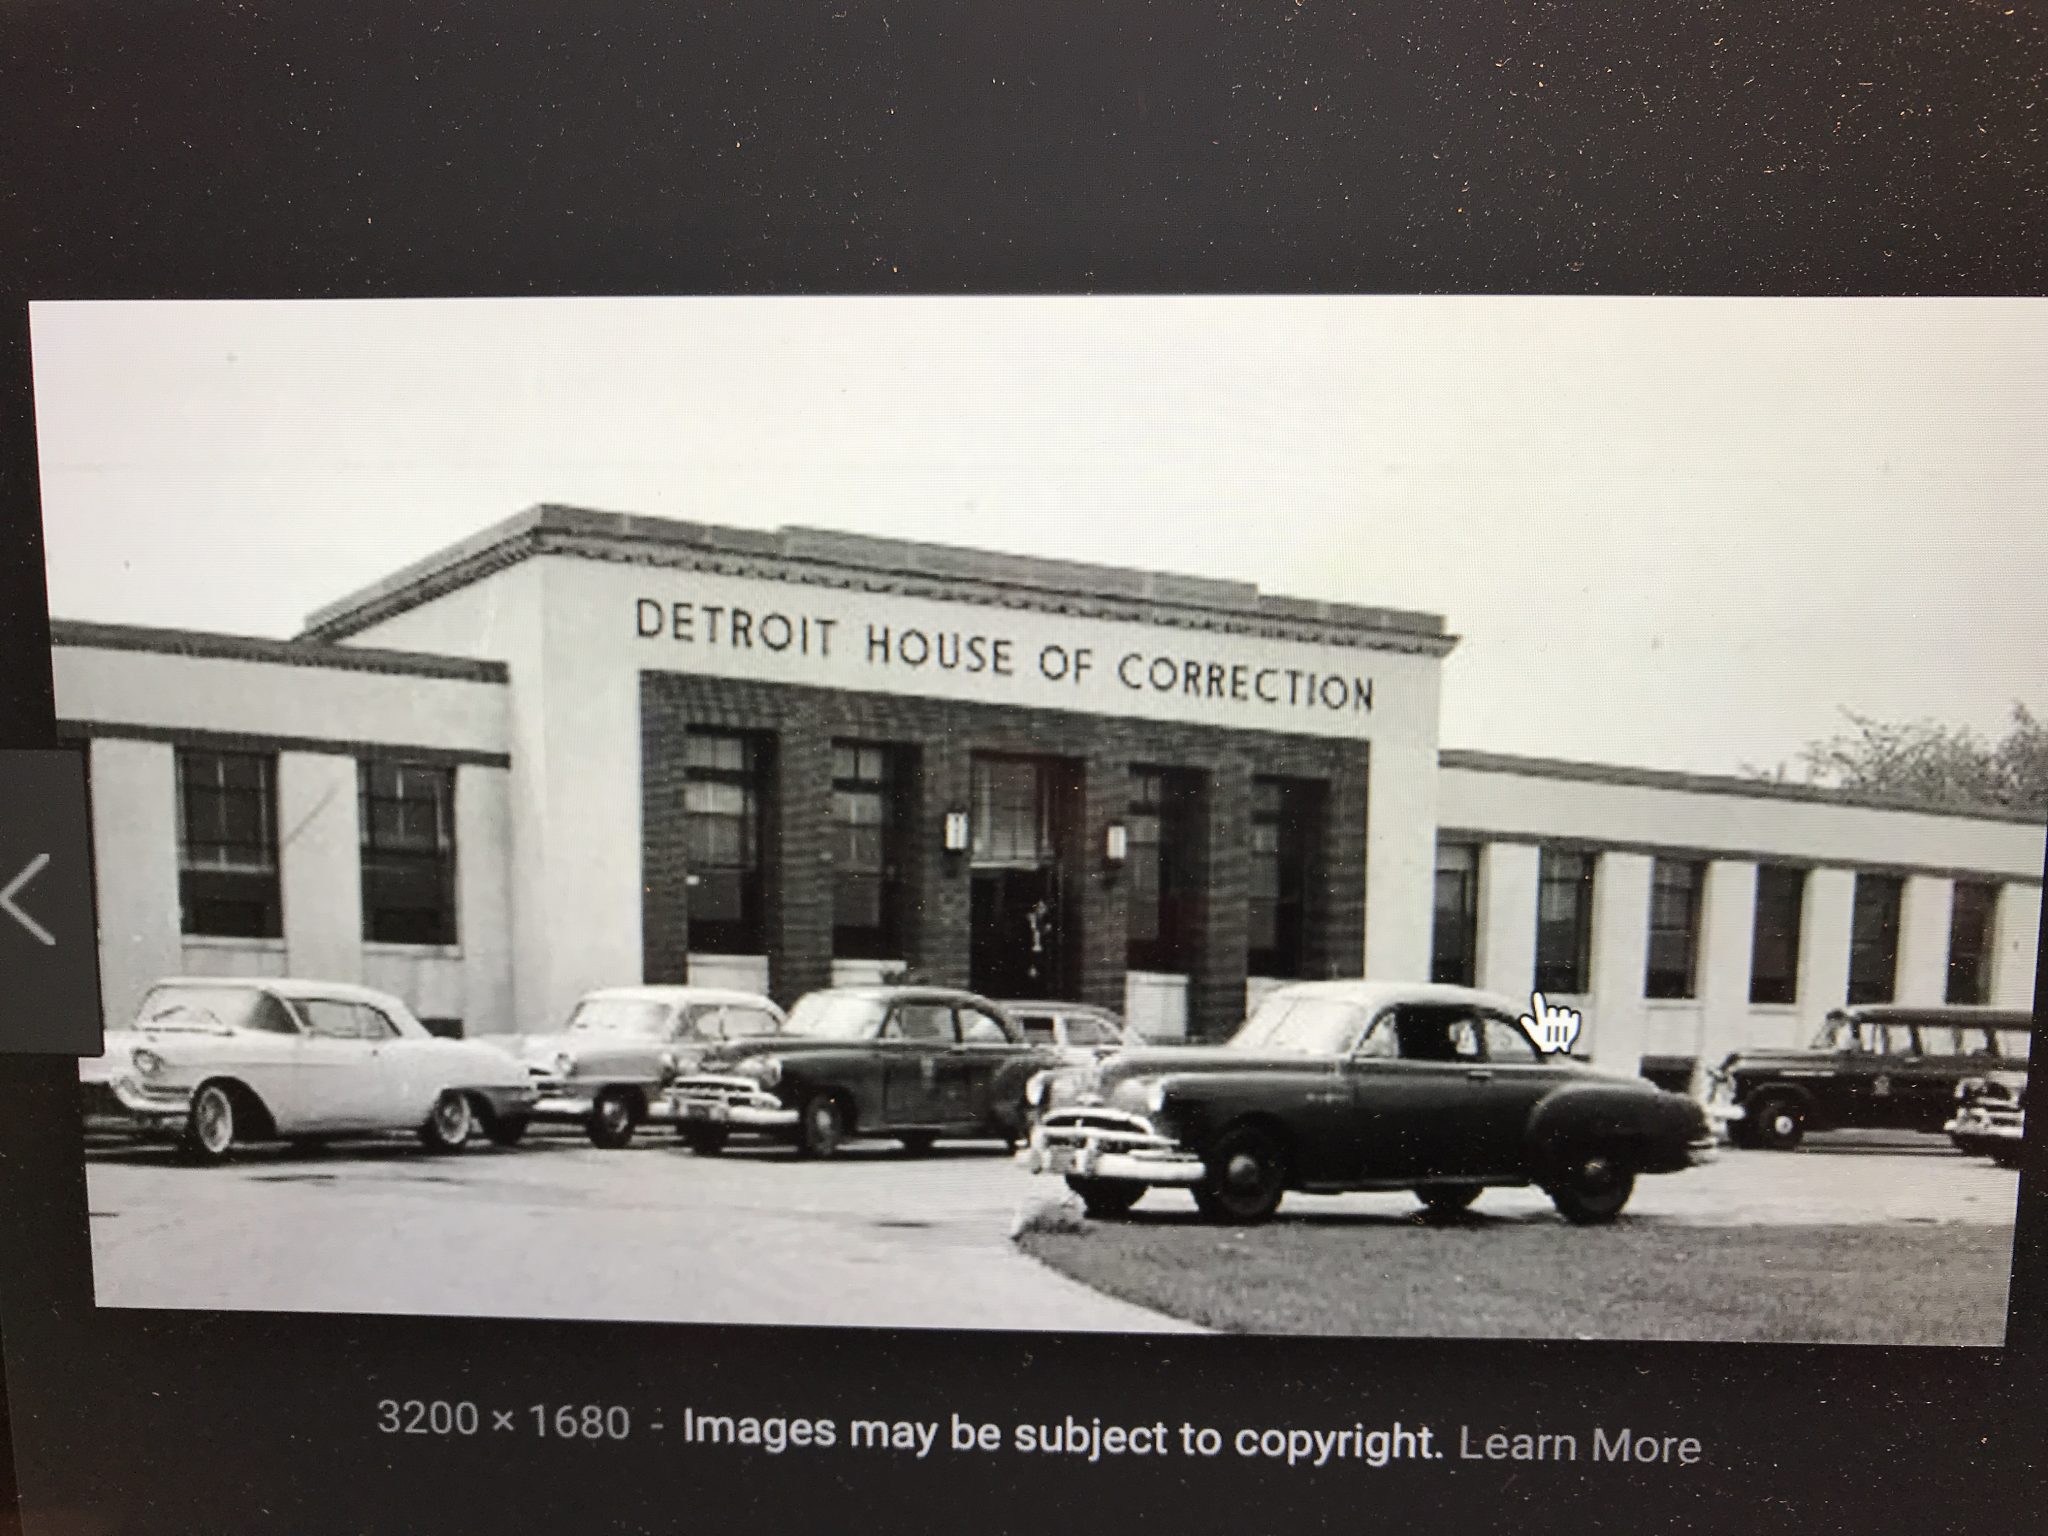 DETROIT HOUSE OF CORRECTION
3200 × 1680 - Images may be subject to copyright. Learn More